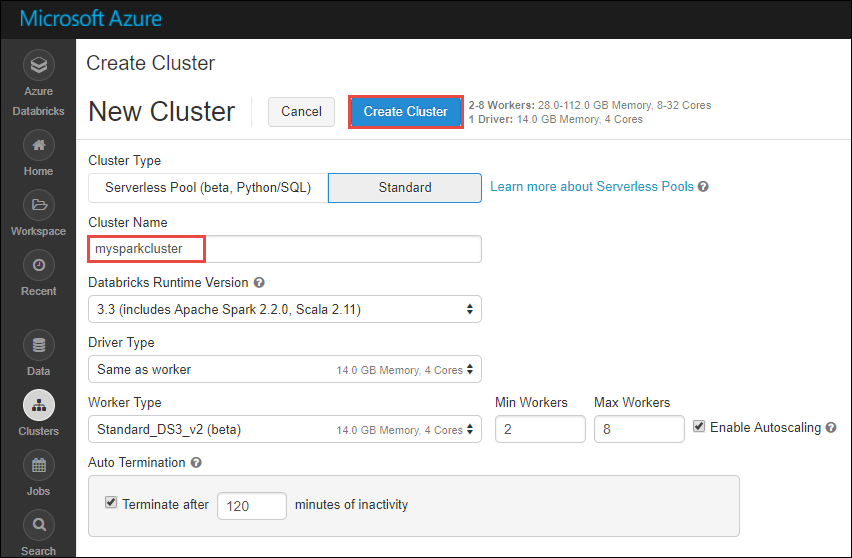 Microsoft Azure
Azure
Databricks
Home
Workspace
Recent
Data
Clusters
Jobs
Search
Create Cluster
New Cluster
Cancel
Create Cluster
2-8 Workers: 28.0-112.0 GB Memory, 8-32 Cores
1 Driver: 14.0 GB Memory, 4 Cores
Cluster Type
Serverless Pool (beta, Python/SQL)
Standard
Learn more about Serverless Pools ?
Cluster Name
mysparkcluster
Databricks Runtime Version ?
3.3 (includes Apache Spark 2.2.0, Scala 2.11)
Driver Type
Same as worker 14.0 GB Memory, 4 Cores
Worker Type Min Workers Max Workers
Standard_DS3_v2 (beta) 14.0 GB Memory, 4 Cores 2 8 Enable Autoscaling ?
Auto Termination ?
Terminate after 120 minutes of inactivity